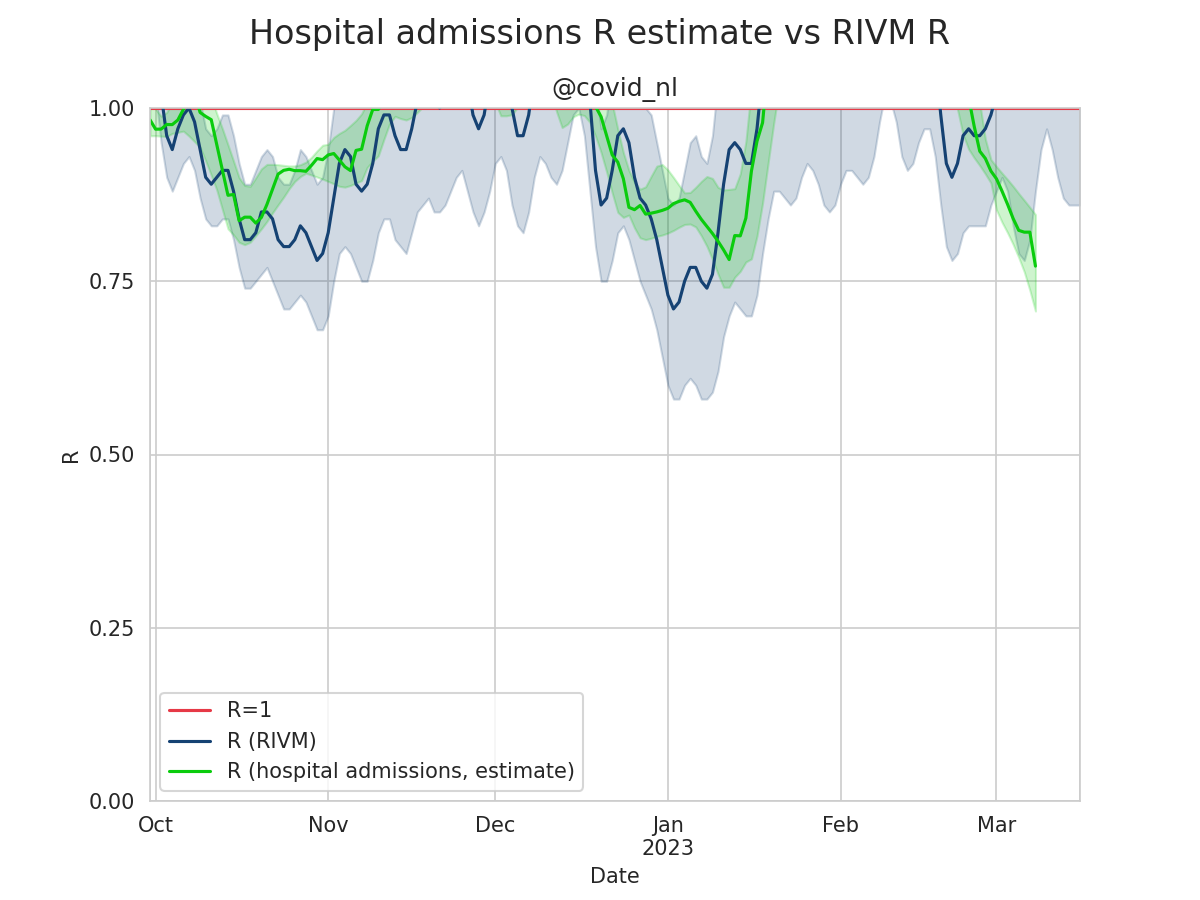 Hospital admissions R estimate vs RIVM R
@covid_nl
1.00
0.75
0.50
0.25
0.00
R
R=1
R (RIVM)
R (hospital admissions, estimate)
Oct Nov Dec Jan Feb Mar
2023
Date